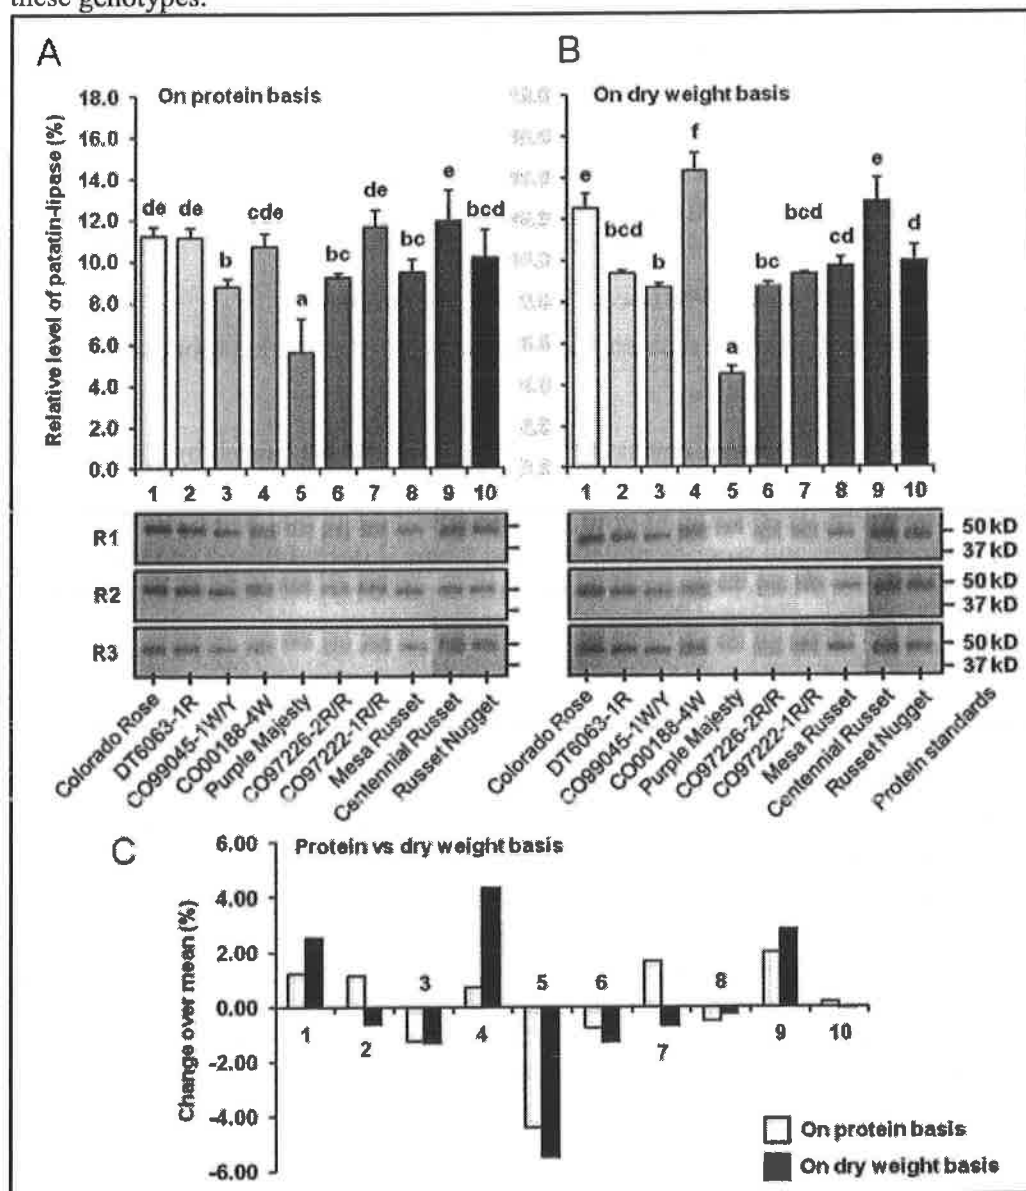 these genotypes.
A
B
On protein basis
On dry weight basis
Relative level of patatin-lipase (%)
18.0
16.0
14.0
12.0
10.0
8.0
6.0
4.0
2.0
0.0
de de b cde a bc de bc e bcd
e bcd b f a bc bcd cd e d
1 2 3 4 5 6 7 8 9 10
1 2 3 4 5 6 7 8 9 10
R1
50 kD
37 kD
R2
50 kD
37 kD
R3
50 kD
37 kD
Colorado Rose
DT6063-1R
CO99045-1W/Y
CO00188-4W
Purple Majesty
CO97226-2R/R
CO97222-1R/R
Mesa Russet
Centennial Russet
Russet Nugget
Colorado Rose
DT6063-1R
CO99045-1W/Y
CO00188-4W
Purple Majesty
CO97226-2R/R
CO97222-1R/R
Mesa Russet
Centennial Russet
Russet Nugget
Protein standards
C
Protein vs dry weight basis
Change over mean (%)
6.00
4.00
2.00
0.00
-2.00
-4.00
-6.00
1 2 3 4 5 6 7 8 9 10
On protein basis
On dry weight basis